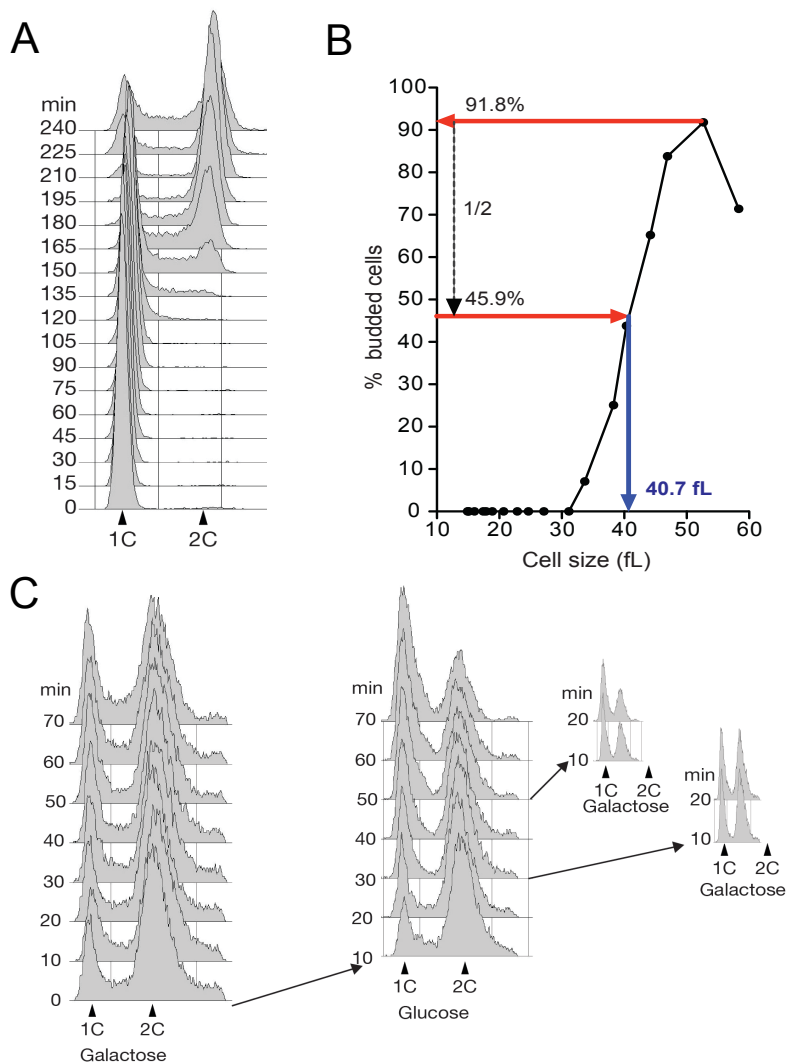 A
min
240
225
210
195
180
165
150
135
120
105
90
75
60
45
30
15
0
1C 2C
B
% budded cells
100
90
80
70
60
50
40
30
20
10
0
91.8%
1/2
45.9%
40.7 fL
10 20 30 40 50 60
Cell size (fL)
C
min
70
60
50
40
30
20
10
0
1C 2C
Galactose
min
70
60
50
40
30
20
10
1C 2C
Glucose
min
20
10
1C 2C
Galactose
min
20
10
1C 2C
Galactose